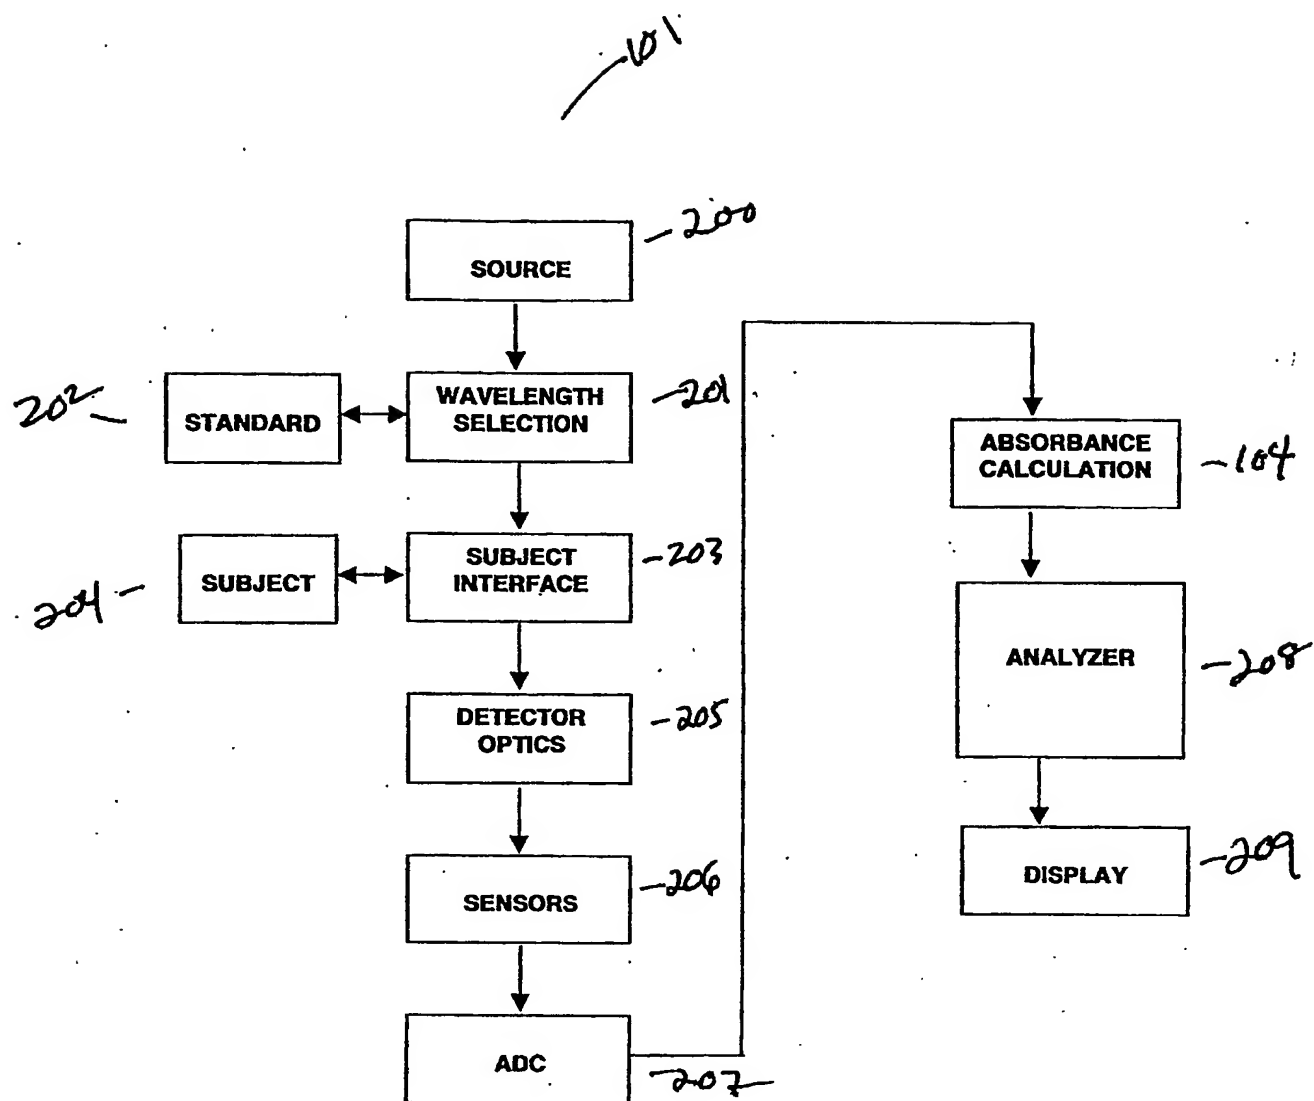 101
SOURCE
200
202
STANDARD
WAVELENGTH
SELECTION
201
204
SUBJECT
SUBJECT
INTERFACE
203
DETECTOR
OPTICS
205
SENSORS
206
ADC
207
ABSORBANCE
CALCULATION
104
ANALYZER
208
DISPLAY
209